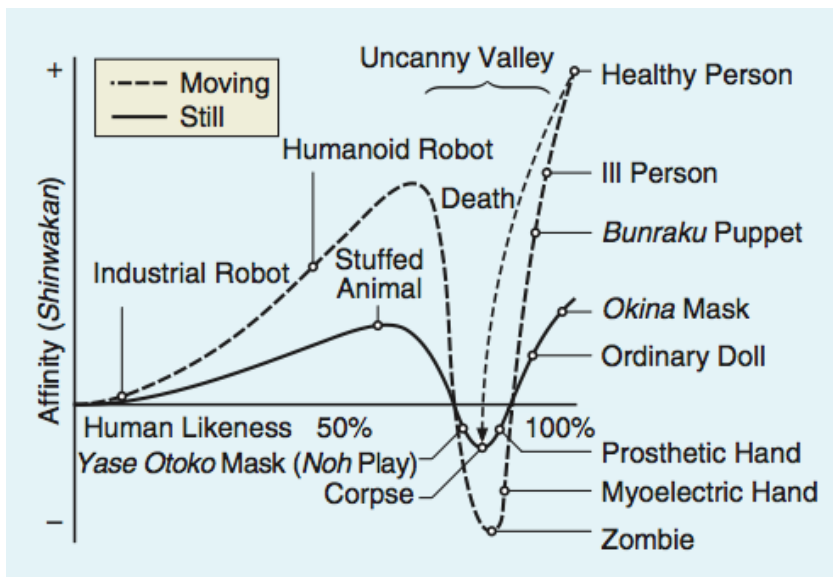 +
Moving
Still
Uncanny Valley
Healthy Person
Humanoid Robot
Death
Ill Person
Bunraku Puppet
Industrial Robot
Stuffed
Animal
Okina Mask
Ordinary Doll
Affinity (Shinwakan)
Human Likeness 50% 100%
Yase Otoko Mask (Noh Play)
Prosthetic Hand
Corpse
Myoelectric Hand
–
Zombie